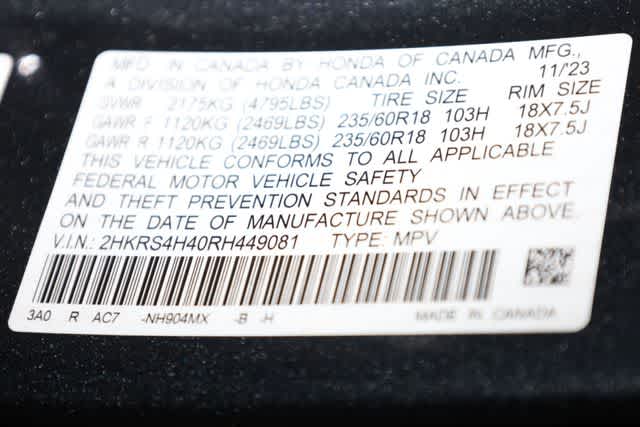 MFD IN CANADA BY HONDA OF CANADA MFG.,
A DIVISION OF HONDA CANADA INC. 11/'23
GVWR 2175KG (4795LBS) TIRE SIZE RIM SIZE
GAWR F 1120KG (2469LBS) 235/60R18 103H 18X7.5J
GAWR R 1120KG (2469LBS) 235/60R18 103H 18X7.5J
THIS VEHICLE CONFORMS TO ALL APPLICABLE
FEDERAL MOTOR VEHICLE SAFETY
AND THEFT PREVENTION STANDARDS IN EFFECT
ON THE DATE OF MANUFACTURE SHOWN ABOVE.
V.I.N.: 2HKRS4H40RH449081 TYPE: MPV
3A0 R AC7 -NH904MX -B -H MADE IN CANADA